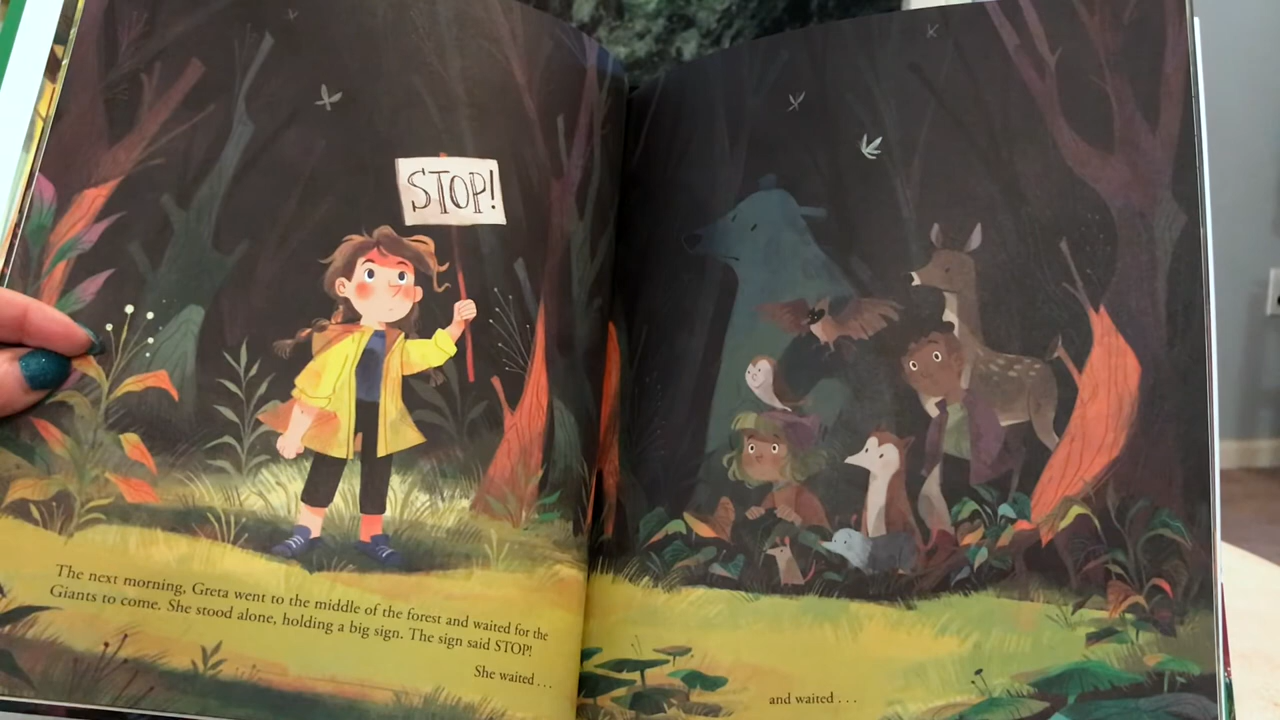 STOP!
The next morning, Greta went to the middle of the forest and waited for the
Giants to come. She stood alone, holding a big sign. The sign said STOP!
She waited . . .
and waited . . .